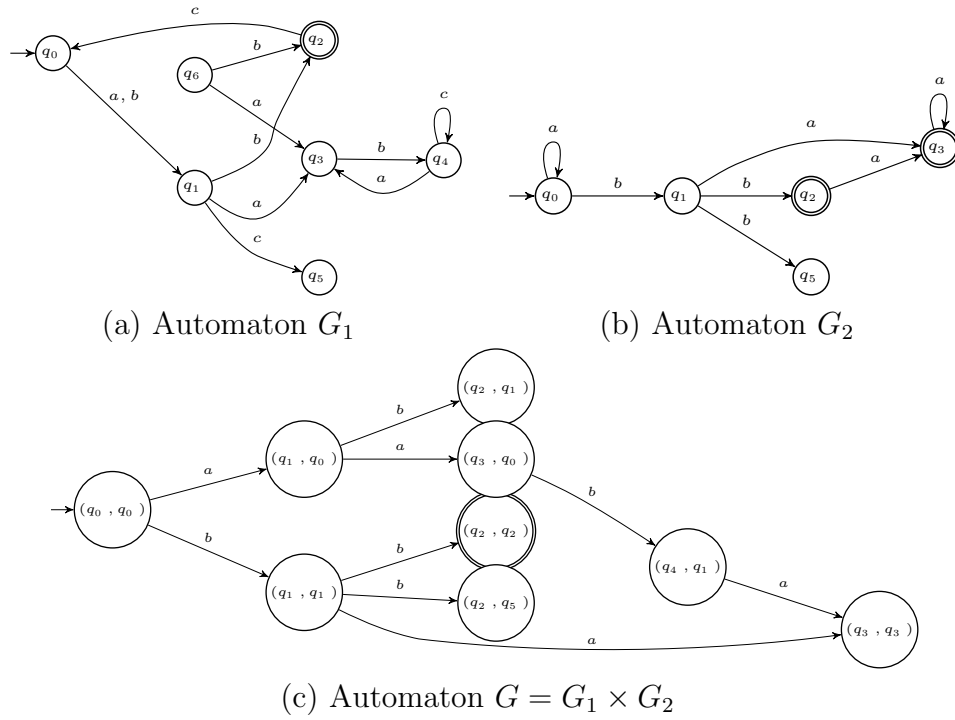 c
q0
q2
b
q6
a, b
a
c
b
b
q3
q4
a
q1
a
c
q5
(a) Automaton G1
a
a
q3
a
a
q0
b
q1
b
q2
b
q5
(b) Automaton G2
(q2 , q1 )
b
(q1 , q0 )
a
(q3 , q0 )
a
b
(q0 , q0 )
b
(q2 , q2 )
b
(q4 , q1 )
(q1 , q1 )
b
(q2 , q5 )
a
(q3 , q3 )
a
(c) Automaton G = G1 × G2